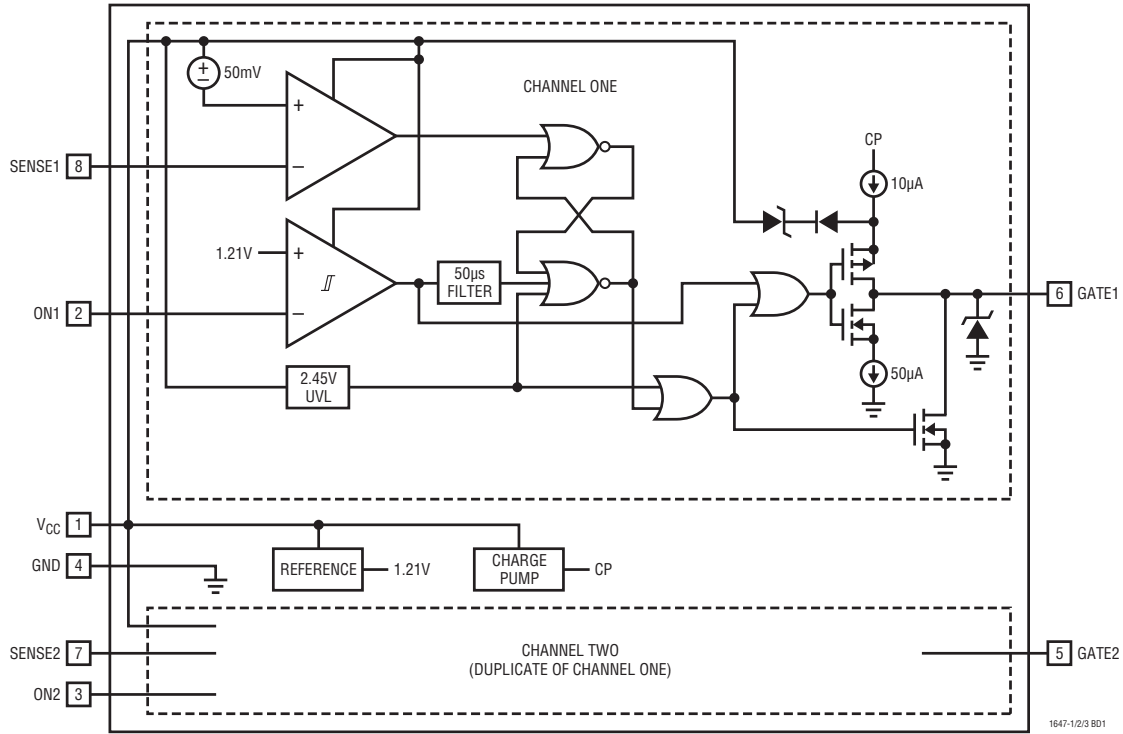 50mV
CHANNEL ONE
+
–
+
–
SENSE1 8
CP
10µA
1.21V
+
–
50µs
FILTER
ON1 2
6 GATE1
2.45V
UVL
50µA
VCC 1
GND 4
REFERENCE
1.21V
CHARGE
PUMP
CP
SENSE2 7
CHANNEL TWO
(DUPLICATE OF CHANNEL ONE)
5 GATE2
ON2 3
1647-1/2/3 BD1